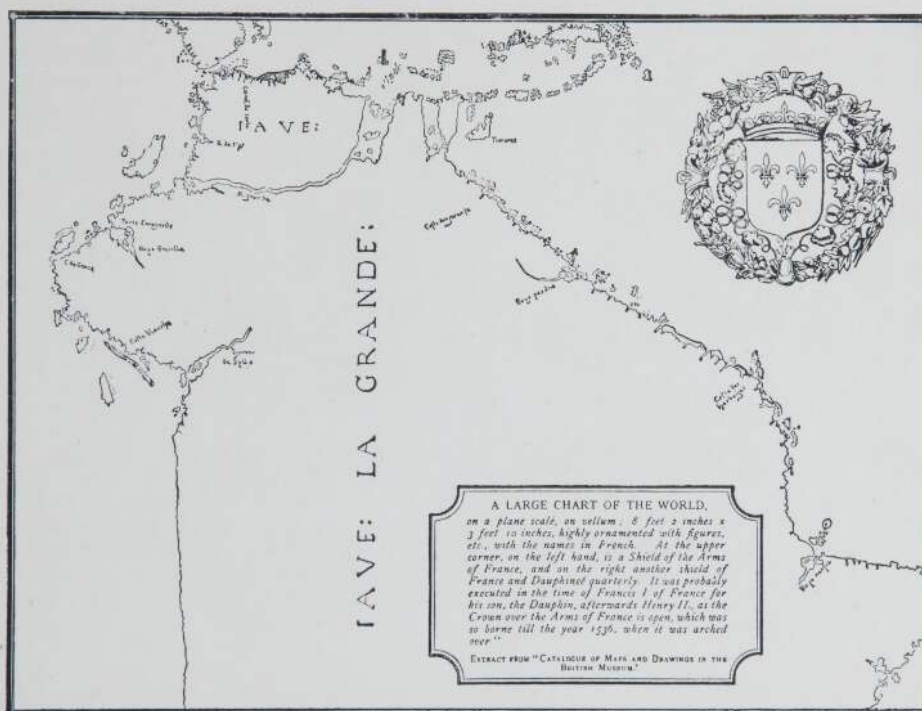 IAVE:
Timor
IAVE: LA GRANDE:
A LARGE CHART OF THE WORLD,
on a plane scale, on vellum; 8 feet 2 inches x
3 feet 10 inches, highly ornamented with figures,
etc., with the names in French. At the upper
corner, on the left hand, is a Shield of the Arms
of France, and on the right another shield of
France and Dauphineé quarterly. It was probably
executed in the time of Francis I of France for
his son, the Dauphin, afterwards Henry II., as the
Crown over the Arms of France is open, which was
so borne till the year 1536, when it was arched
over"
EXTRACT FROM "CATALOGUE OF MAPS AND DRAWINGS IN THE
BRITISH MUSEUM."